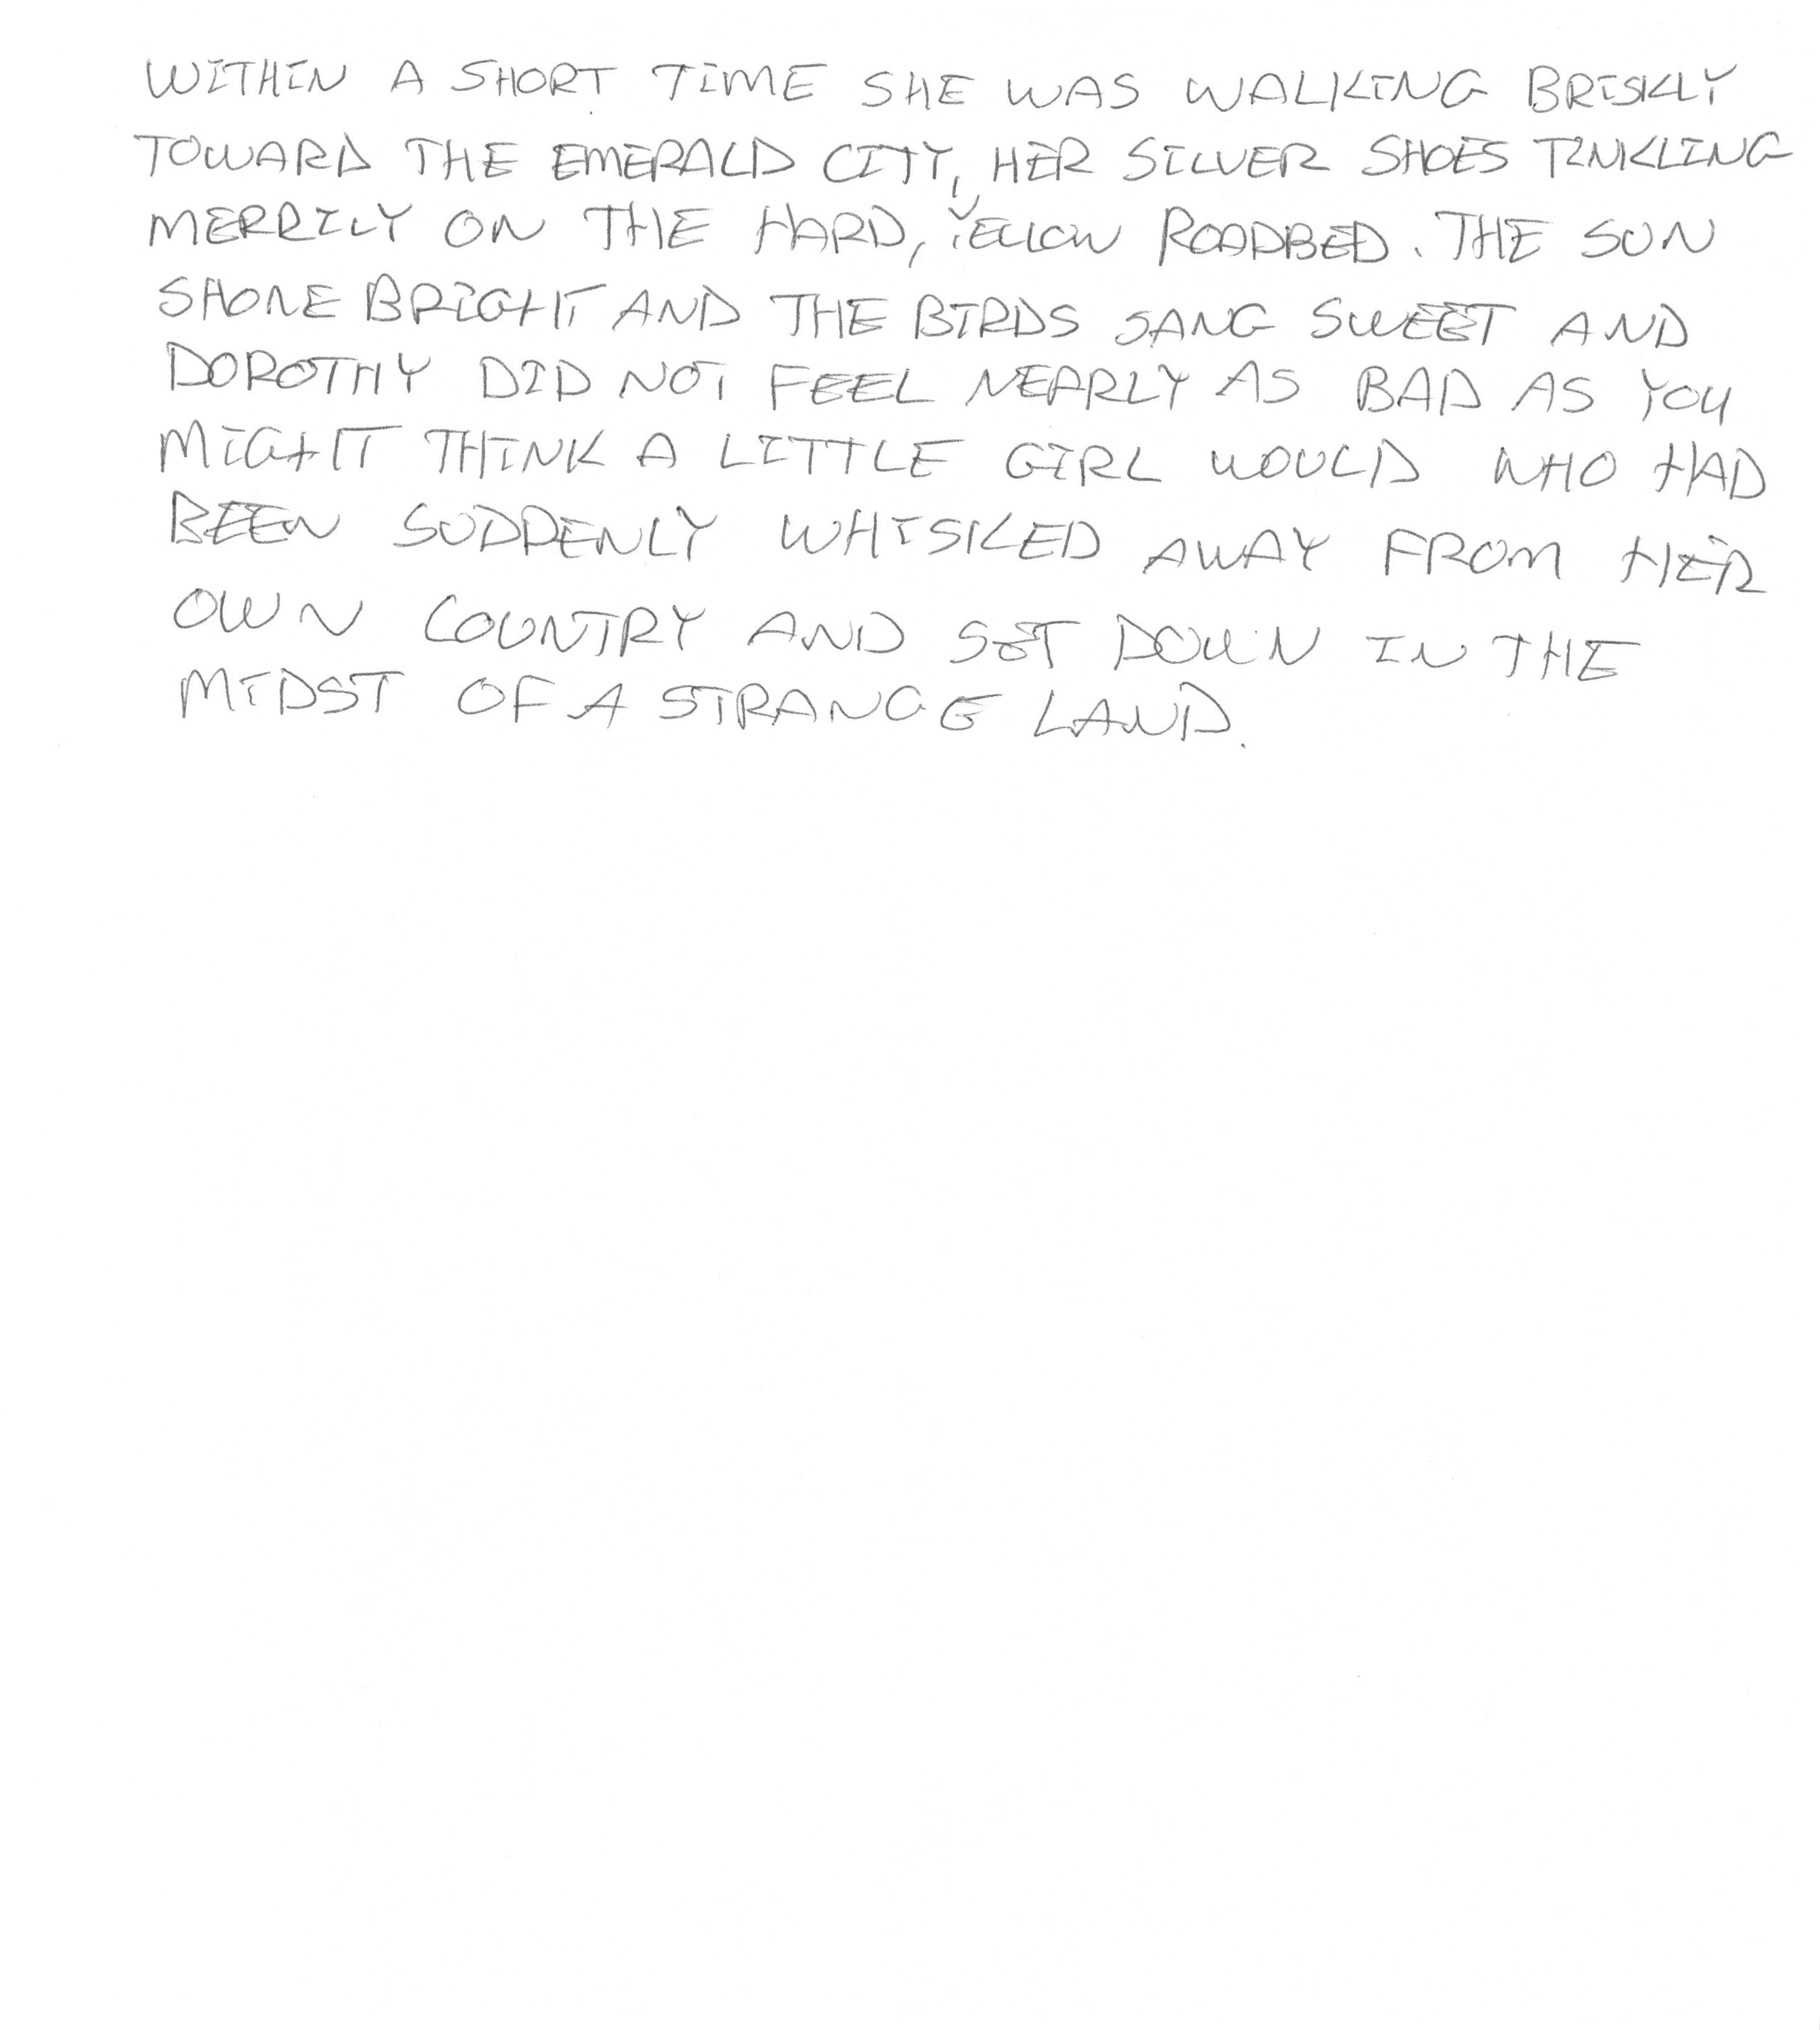 WITHIN A SHORT TIME SHE WAS WALKING BRISKLY
TOWARD THE EMERALD CITY, HER SILVER SHOES TINKLING
MERRILY ON THE HARD, YELLOW ROADBED. THE SUN
SHONE BRIGHT AND THE BIRDS SANG SWEET AND
DOROTHY DID NOT FEEL NEARLY AS BAD AS YOU
MIGHT THINK A LITTLE GIRL WOULD WHO HAD
BEEN SUDDENLY WHISKED AWAY FROM HER
OWN COUNTRY AND SET DOWN IN THE
MIDST OF A STRANGE LAND.